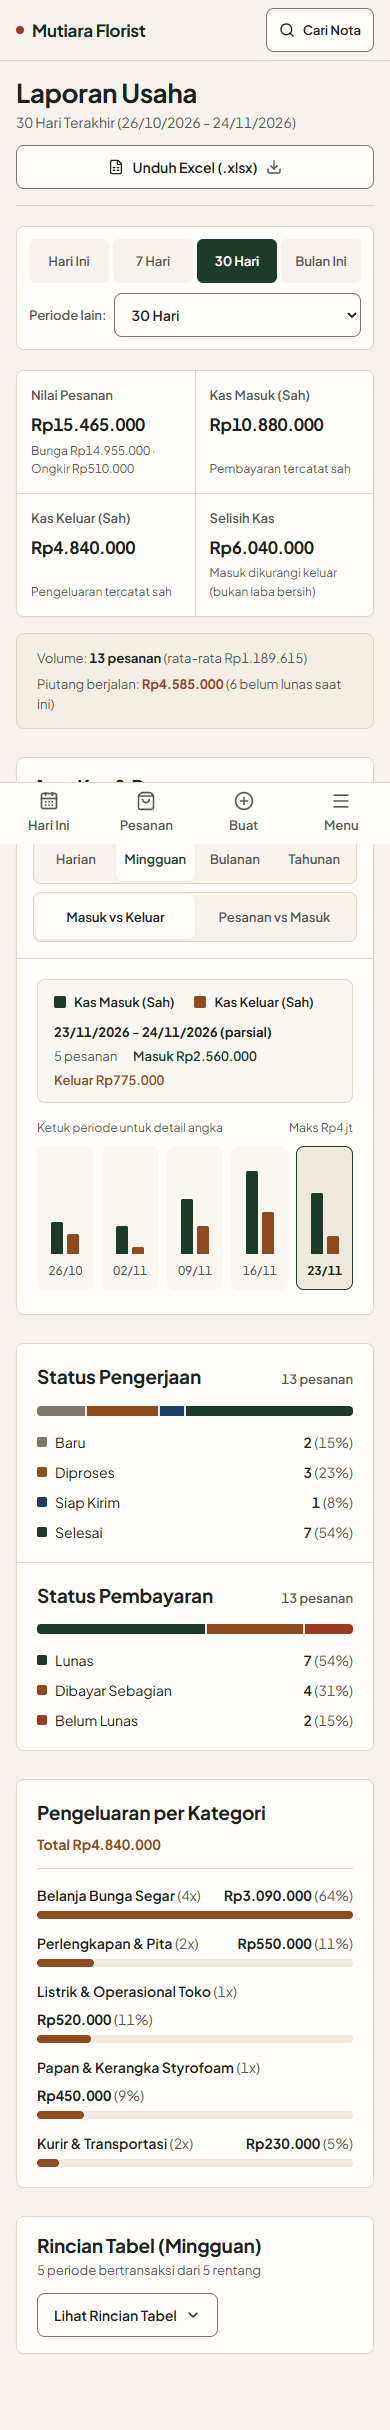 Mutiara Florist
Cari Nota
Laporan Usaha
30 Hari Terakhir (26/10/2026 - 24/11/2026)
Unduh Excel (.xlsx)
Hari Ini
7 Hari
30 Hari
Bulan Ini
Periode lain:
30 Hari
Nilai Pesanan
Rp15.465.000
Bunga Rp14.955.000 ·
Ongkir Rp510.000
Kas Masuk (Sah)
Rp10.880.000
Pembayaran tercatat sah
Kas Keluar (Sah)
Rp4.840.000
Pengeluaran tercatat sah
Selisih Kas
Rp6.040.000
Masuk dikurangi keluar
(bukan laba bersih)
Volume: 13 pesanan (rata-rata Rp1.189.615)
Piutang berjalan: Rp4.585.000 (6 belum lunas saat
ini)
Hari Ini
Pesanan
Buat
Menu
Harian
Mingguan
Bulanan
Tahunan
Masuk vs Keluar
Pesanan vs Masuk
Kas Masuk (Sah)
Kas Keluar (Sah)
23/11/2026 - 24/11/2026 (parsial)
5 pesanan Masuk Rp2.560.000
Keluar Rp775.000
Ketuk periode untuk detail angka
Maks Rp4 jt
26/10
02/11
09/11
16/11
23/11
Status Pengerjaan
13 pesanan
Baru
2 (15%)
Diproses
3 (23%)
Siap Kirim
1 (8%)
Selesai
7 (54%)
Status Pembayaran
13 pesanan
Lunas
7 (54%)
Dibayar Sebagian
4 (31%)
Belum Lunas
2 (15%)
Pengeluaran per Kategori
Total Rp4.840.000
Belanja Bunga Segar (4x)
Rp3.090.000 (64%)
Perlengkapan & Pita (2x)
Rp550.000 (11%)
Listrik & Operasional Toko (1x)
Rp520.000 (11%)
Papan & Kerangka Styrofoam (1x)
Rp450.000 (9%)
Kurir & Transportasi (2x)
Rp230.000 (5%)
Rincian Tabel (Mingguan)
5 periode bertransaksi dari 5 rentang
Lihat Rincian Tabel